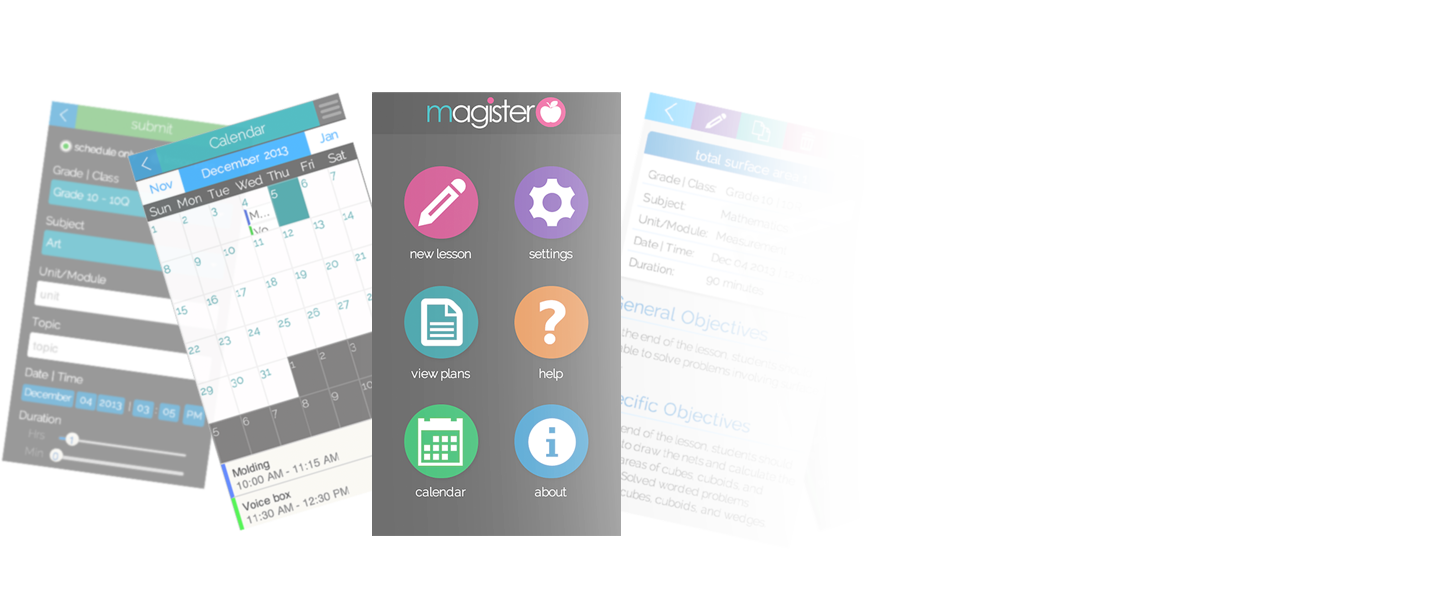 submit
schedule
Grade | Class
Grade 10 - 10Q
Subject
Art
Unit/Module
unit
Topic
topic
Date | Time
December 04 2013 | 03 : 05 PM
Duration
Hrs 1
Min 0
Calendar
Nov December 2013 Jan
Sun Mon Tue Wed Thu Fri Sat
1 2 3 4 5 6 7
M...
Vo
8 9 10 11 12 13 14
15 16 17 18 19 20 21
22 23 24 25 26 27 2
29 30 31 1 2 3
5 6 7 8 9 10
Molding
10:00 AM - 11:15 AM
Voice box
11:30 AM - 12:30 PM
magister
new lesson
settings
view plans
help
calendar
about
total surface
Grade | Class: Grade 10 |
Subject: Mathematics
Unit/Module: Measurement
Date | Time: Dec 04 2012 |
Duration: 90 minutes
General Objectives
the end of the lesson, students
able to solve problems involving
ecific Objectives
end of the lesson, students should
to draw the nets and calculate the
areas of cubes, cuboids, and
Solved worded problems
cubes, cuboids, and wedges.